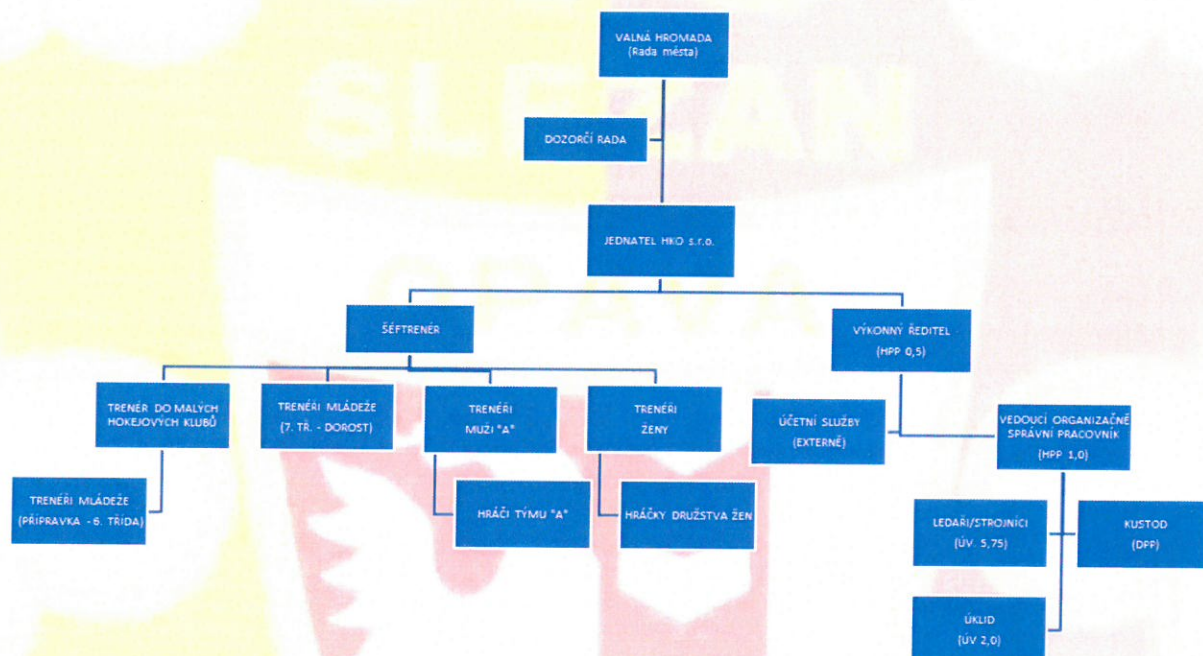 VALNÁ HROMADA
(Rada města)
DOZORČÍ RADA
JEDNATEL HKO s.r.o.
ŠÉFTRENÉR
VÝKONNÝ ŘEDITEL
(HPP 0,5)
TRENÉR DO MALÝCH
HOKEJOVÝCH KLUBŮ
TRENÉŘI MLÁDEŽE
(7. TŘ. - DOROST)
TRENÉŘI
MUŽI "A"
TRENÉŘI
ŽENY
ÚČETNÍ SLUŽBY
(EXTERNĚ)
VEDOUCÍ ORGANIZAČNĚ
SPRÁVNÍ PRACOVNÍK
(HPP 1,0)
TRENÉŘI MLÁDEŽE
(PŘÍPRAVKA - 6. TŘÍDA)
HRÁČI TÝMU "A"
HRÁČKY DRUŽSTVA ŽEN
LEDAŘI/STROJNÍCI
(ÚV. 5,75)
KUSTOD
(DPP)
ÚKLID
(ÚV 2,0)
SLEZAN
OPAVA